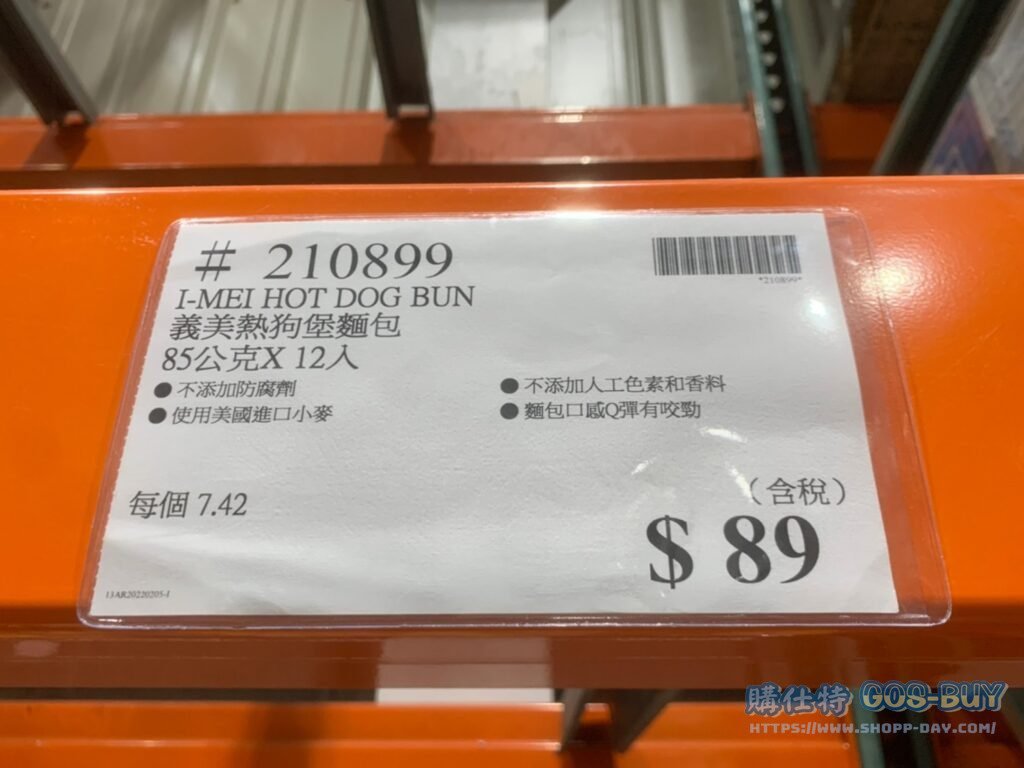 # 210899
*210899*
I-MEI HOT DOG BUN
義美熱狗堡麵包
85公克X 12入
● 不添加防腐劑
● 不添加人工色素和香料
● 使用美國進口小麥
● 麵包口感Q彈有咬勁
每個 7.42
（含稅）
$ 89
13AR20220205-I
購仕特 GOS-BUY
HTTPS://WWW.SHOPP-DAY.COM/